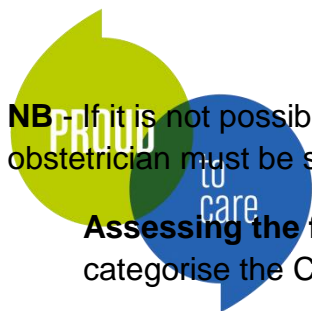 NB - If it is not possib
obstetrician must be s
PROUD
to
care
Assessing the f
categorise the C